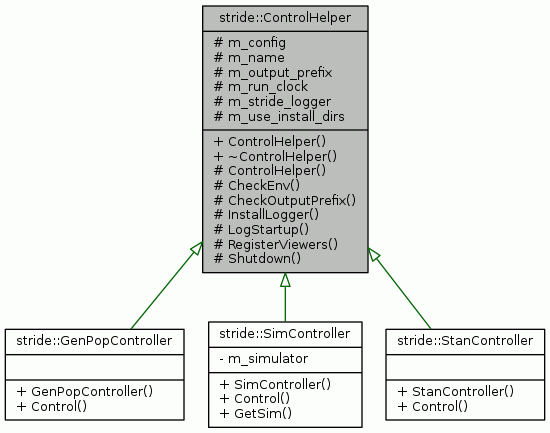 stride::ControlHelper
# m_config
# m_name
# m_output_prefix
# m_run_clock
# m_stride_logger
# m_use_install_dirs
+ ControlHelper()
+ ~ControlHelper()
# ControlHelper()
# CheckEnv()
# CheckOutputPrefix()
# InstallLogger()
# LogStartup()
# RegisterViewers()
# Shutdown()
stride::GenPopController
+ GenPopController()
+ Control()
stride::SimController
- m_simulator
+ SimController()
+ Control()
+ GetSim()
stride::StanController
+ StanController()
+ Control()